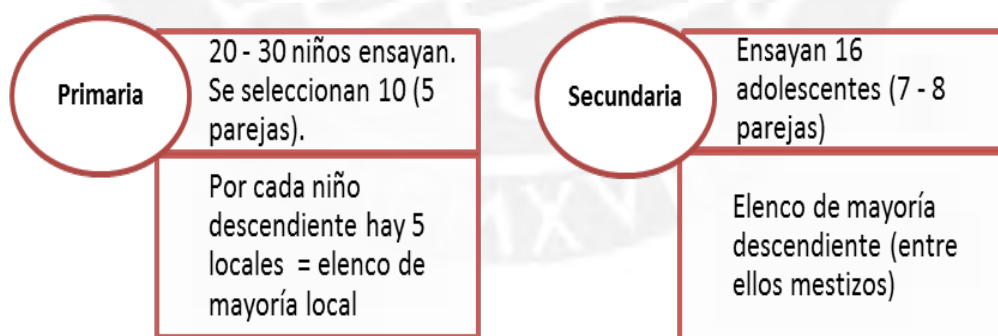 Primaria
20 - 30 niños ensayan.
Se seleccionan 10 (5
parejas).
Por cada niño
descendiente hay 5
locales = elenco de
mayoría local
Secundaria
Ensayan 16
adolescentes (7 - 8
parejas)
Elenco de mayoría
descendiente (entre
ellos mestizos)